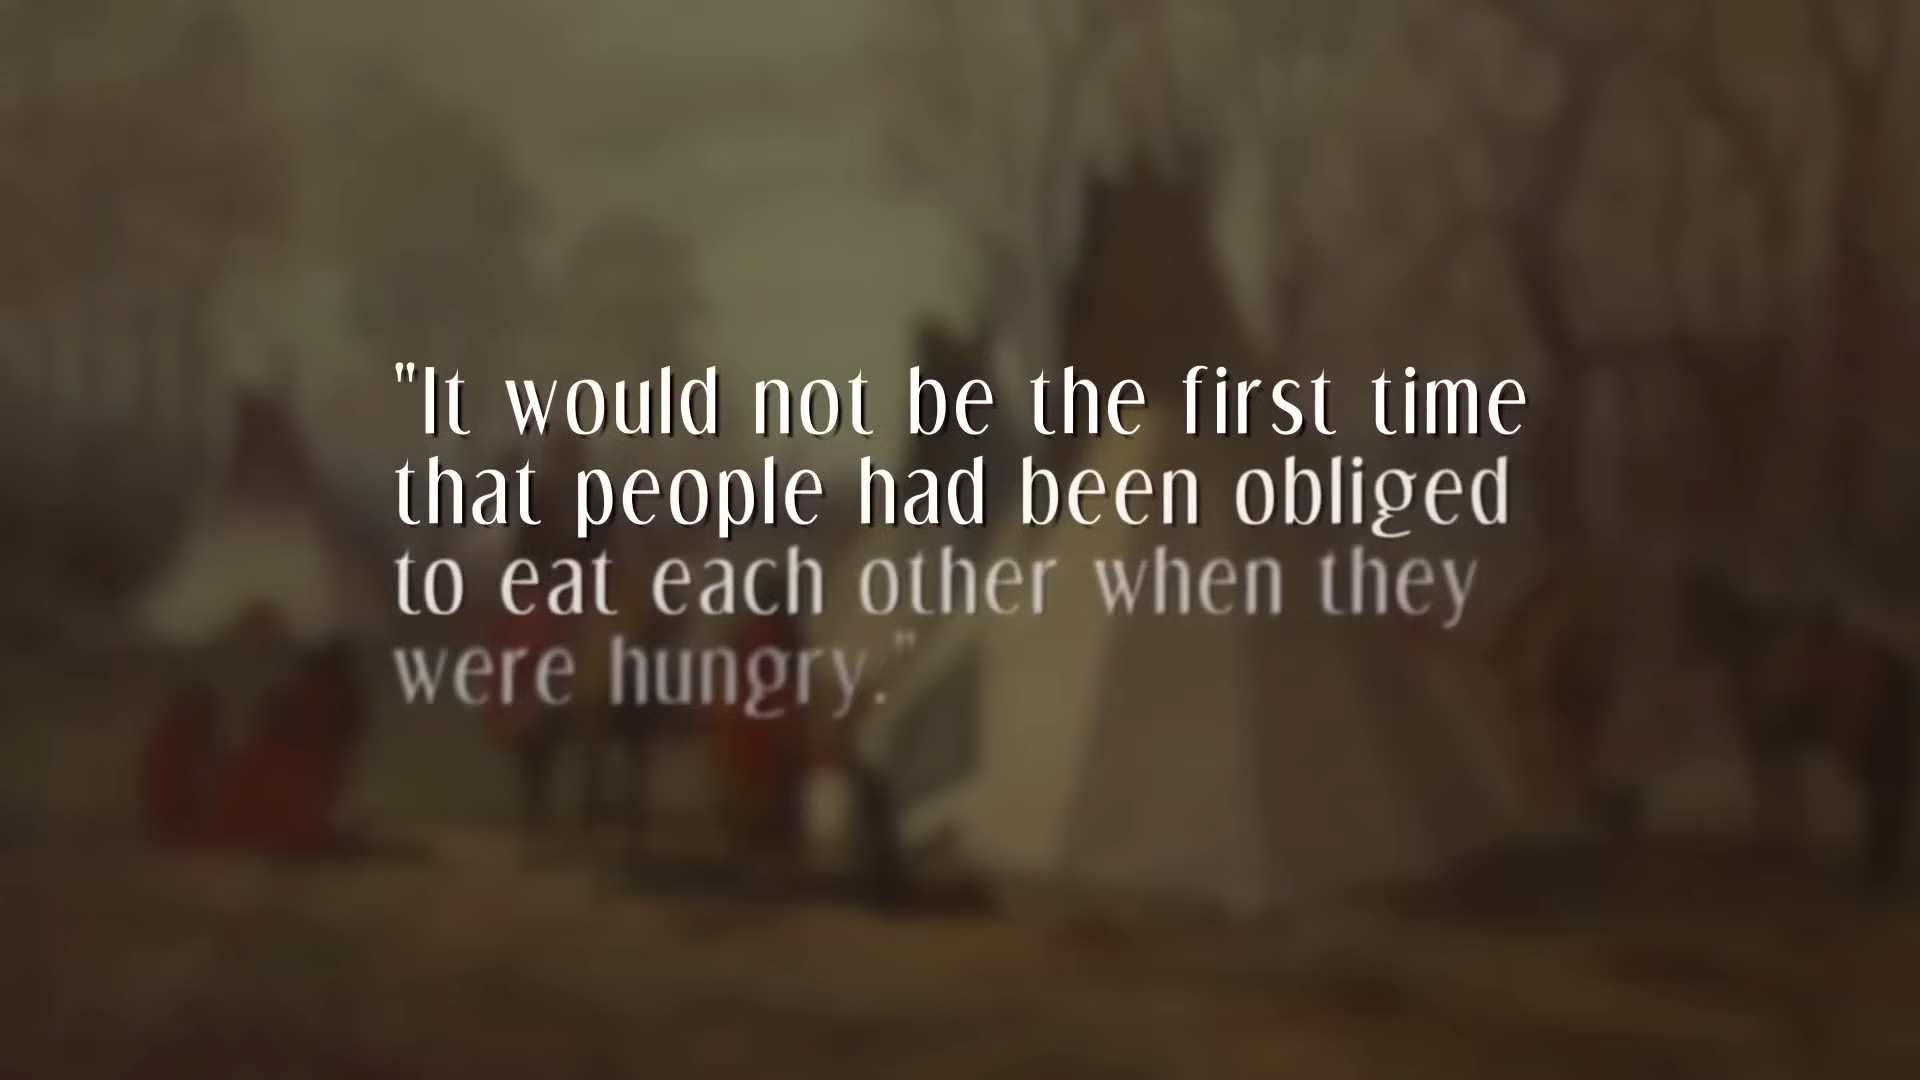 "It would not be the first time
that people had been obliged
to eat each other when they
were hungry."